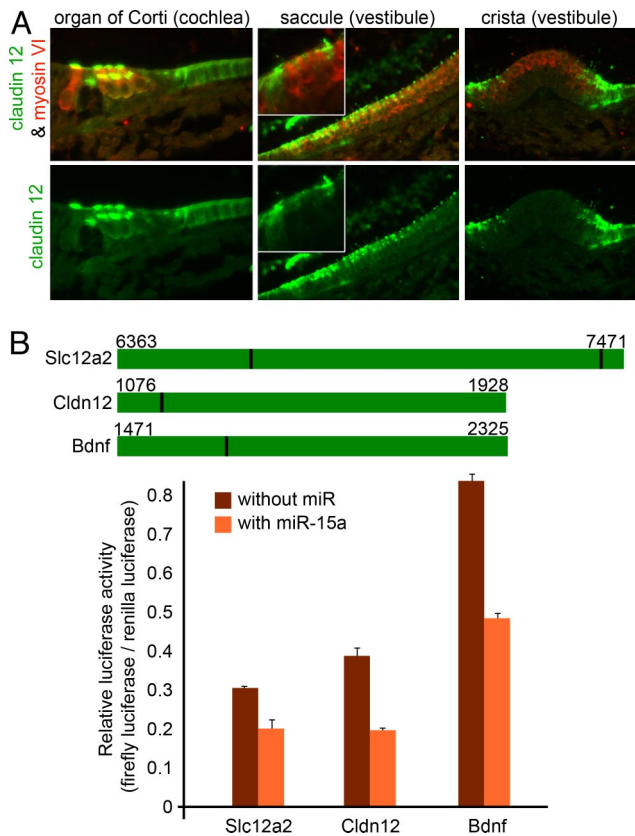 A
organ of Corti (cochlea) saccule (vestibule) crista (vestibule)
claudin 12
& myosin VI
claudin 12
B
6363 7471
Slc12a2
1076 1928
Cldn12
1471 2325
Bdnf
Relative luciferase activity
(firefly luciferase / renilla luciferase)
0.8
0.7
0.6
0.5
0.4
0.3
0.2
0.1
0
without miR
with miR-15a
Slc12a2 Cldn12 Bdnf